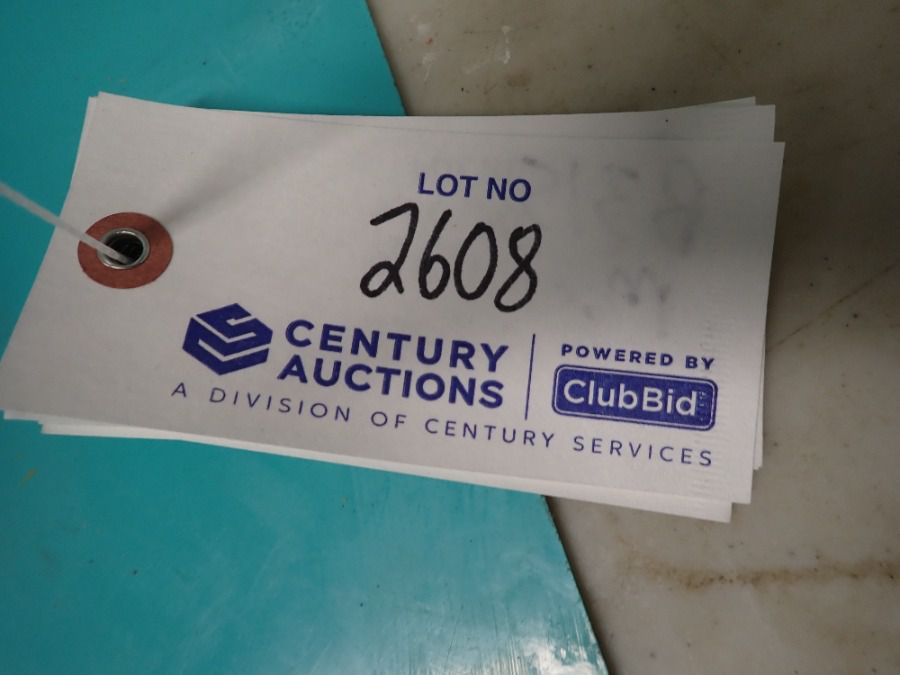 LOT NO
2608
CENTURY
AUCTIONS
A DIVISION OF CENTURY SERVICES
POWERED BY
ClubBid